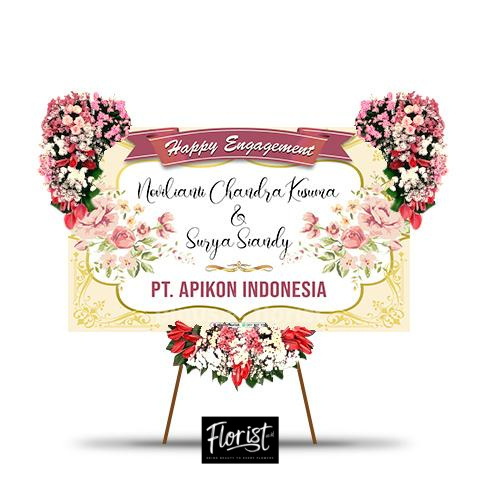 Happy Engagement
Novilianti Chandra Kusuma
&
Surya Siandy
PT. APIKON INDONESIA
Florist